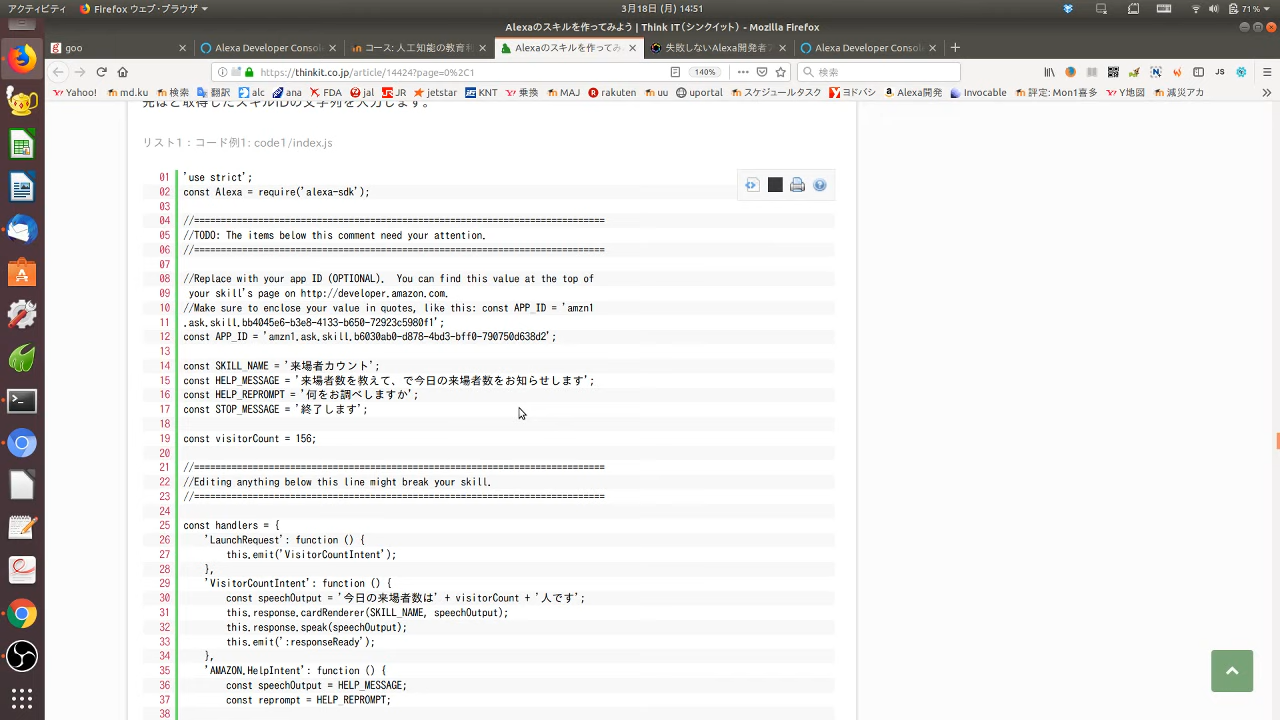 アクティビティ Firefox ウェブ・ブラウザ 3月18日(月) 14:51 71 %
Alexaのスキルを作ってみよう | Think IT(シンクイット) - Mozilla Firefox
goo × Alexa Developer Consol × コース: 人工知能の教育利 × Alexaのスキルを作ってみ × 失敗しないAlexa開発者ア × Alexa Developer Consol × +
https://thinkit.co.jp/article/14424?page=0%2C1 140% 検索
Yahoo! md.ku 検索 翻訳 alc ana FDA jal JR jetstar KNT 乗換 MAJ rakuten uu uportal スケジュールタスク ヨドバシ Alexa開発 Invocable 評定: Mon1喜多 Y地図 減災アカ
先ほど取得したスキルIDの文字列を入力します。
リスト1：コード例1: code1/index.js
01 'use strict';
02 const Alexa = require('alexa-sdk');
03
04 //===============================================================================
05 //TODO: The items below this comment need your attention.
06 //===============================================================================
07
08 //Replace with your app ID (OPTIONAL).  You can find this value at the top of
09 your skill's page on http://developer.amazon.com.
10 //Make sure to enclose your value in quotes, like this: const APP_ID = 'amzn1
11 .ask.skill.bb4045e6-b3e8-4133-b650-72923c5980f1';
12 const APP_ID = 'amzn1.ask.skill.b6030ab0-d878-4bd3-bff0-790750d638d2';
13
14 const SKILL_NAME = '来場者カウント';
15 const HELP_MESSAGE = '来場者数を教えて、で今日の来場者数をお知らせします';
16 const HELP_REPROMPT = '何をお調べしますか';
17 const STOP_MESSAGE = '終了します';
18
19 const visitorCount = 156;
20
21 //===============================================================================
22 //Editing anything below this line might break your skill.
23 //===============================================================================
24
25 const handlers = {
26 'LaunchRequest': function () {
27 this.emit('VisitorCountIntent');
28 },
29 'VisitorCountIntent': function () {
30 const speechOutput = '今日の来場者数は' + visitorCount + '人です';
31 this.response.cardRenderer(SKILL_NAME, speechOutput);
32 this.response.speak(speechOutput);
33 this.emit(':responseReady');
34 },
35 'AMAZON.HelpIntent': function () {
36 const speechOutput = HELP_MESSAGE;
37 const reprompt = HELP_REPROMPT;
38